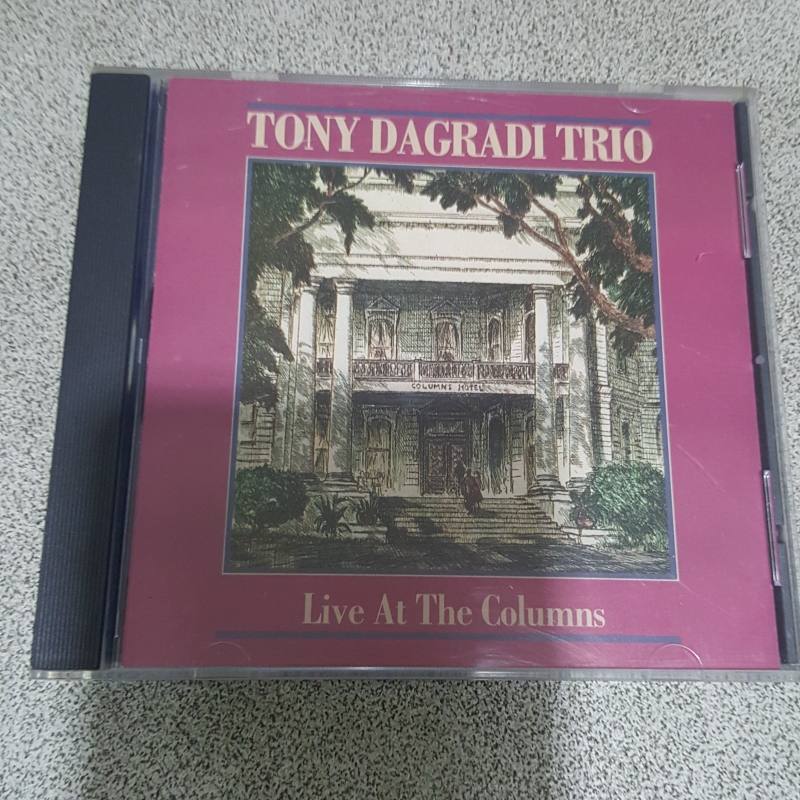 TONY DAGRADI TRIO
COLUMNS HOTEL
Live At The Columns